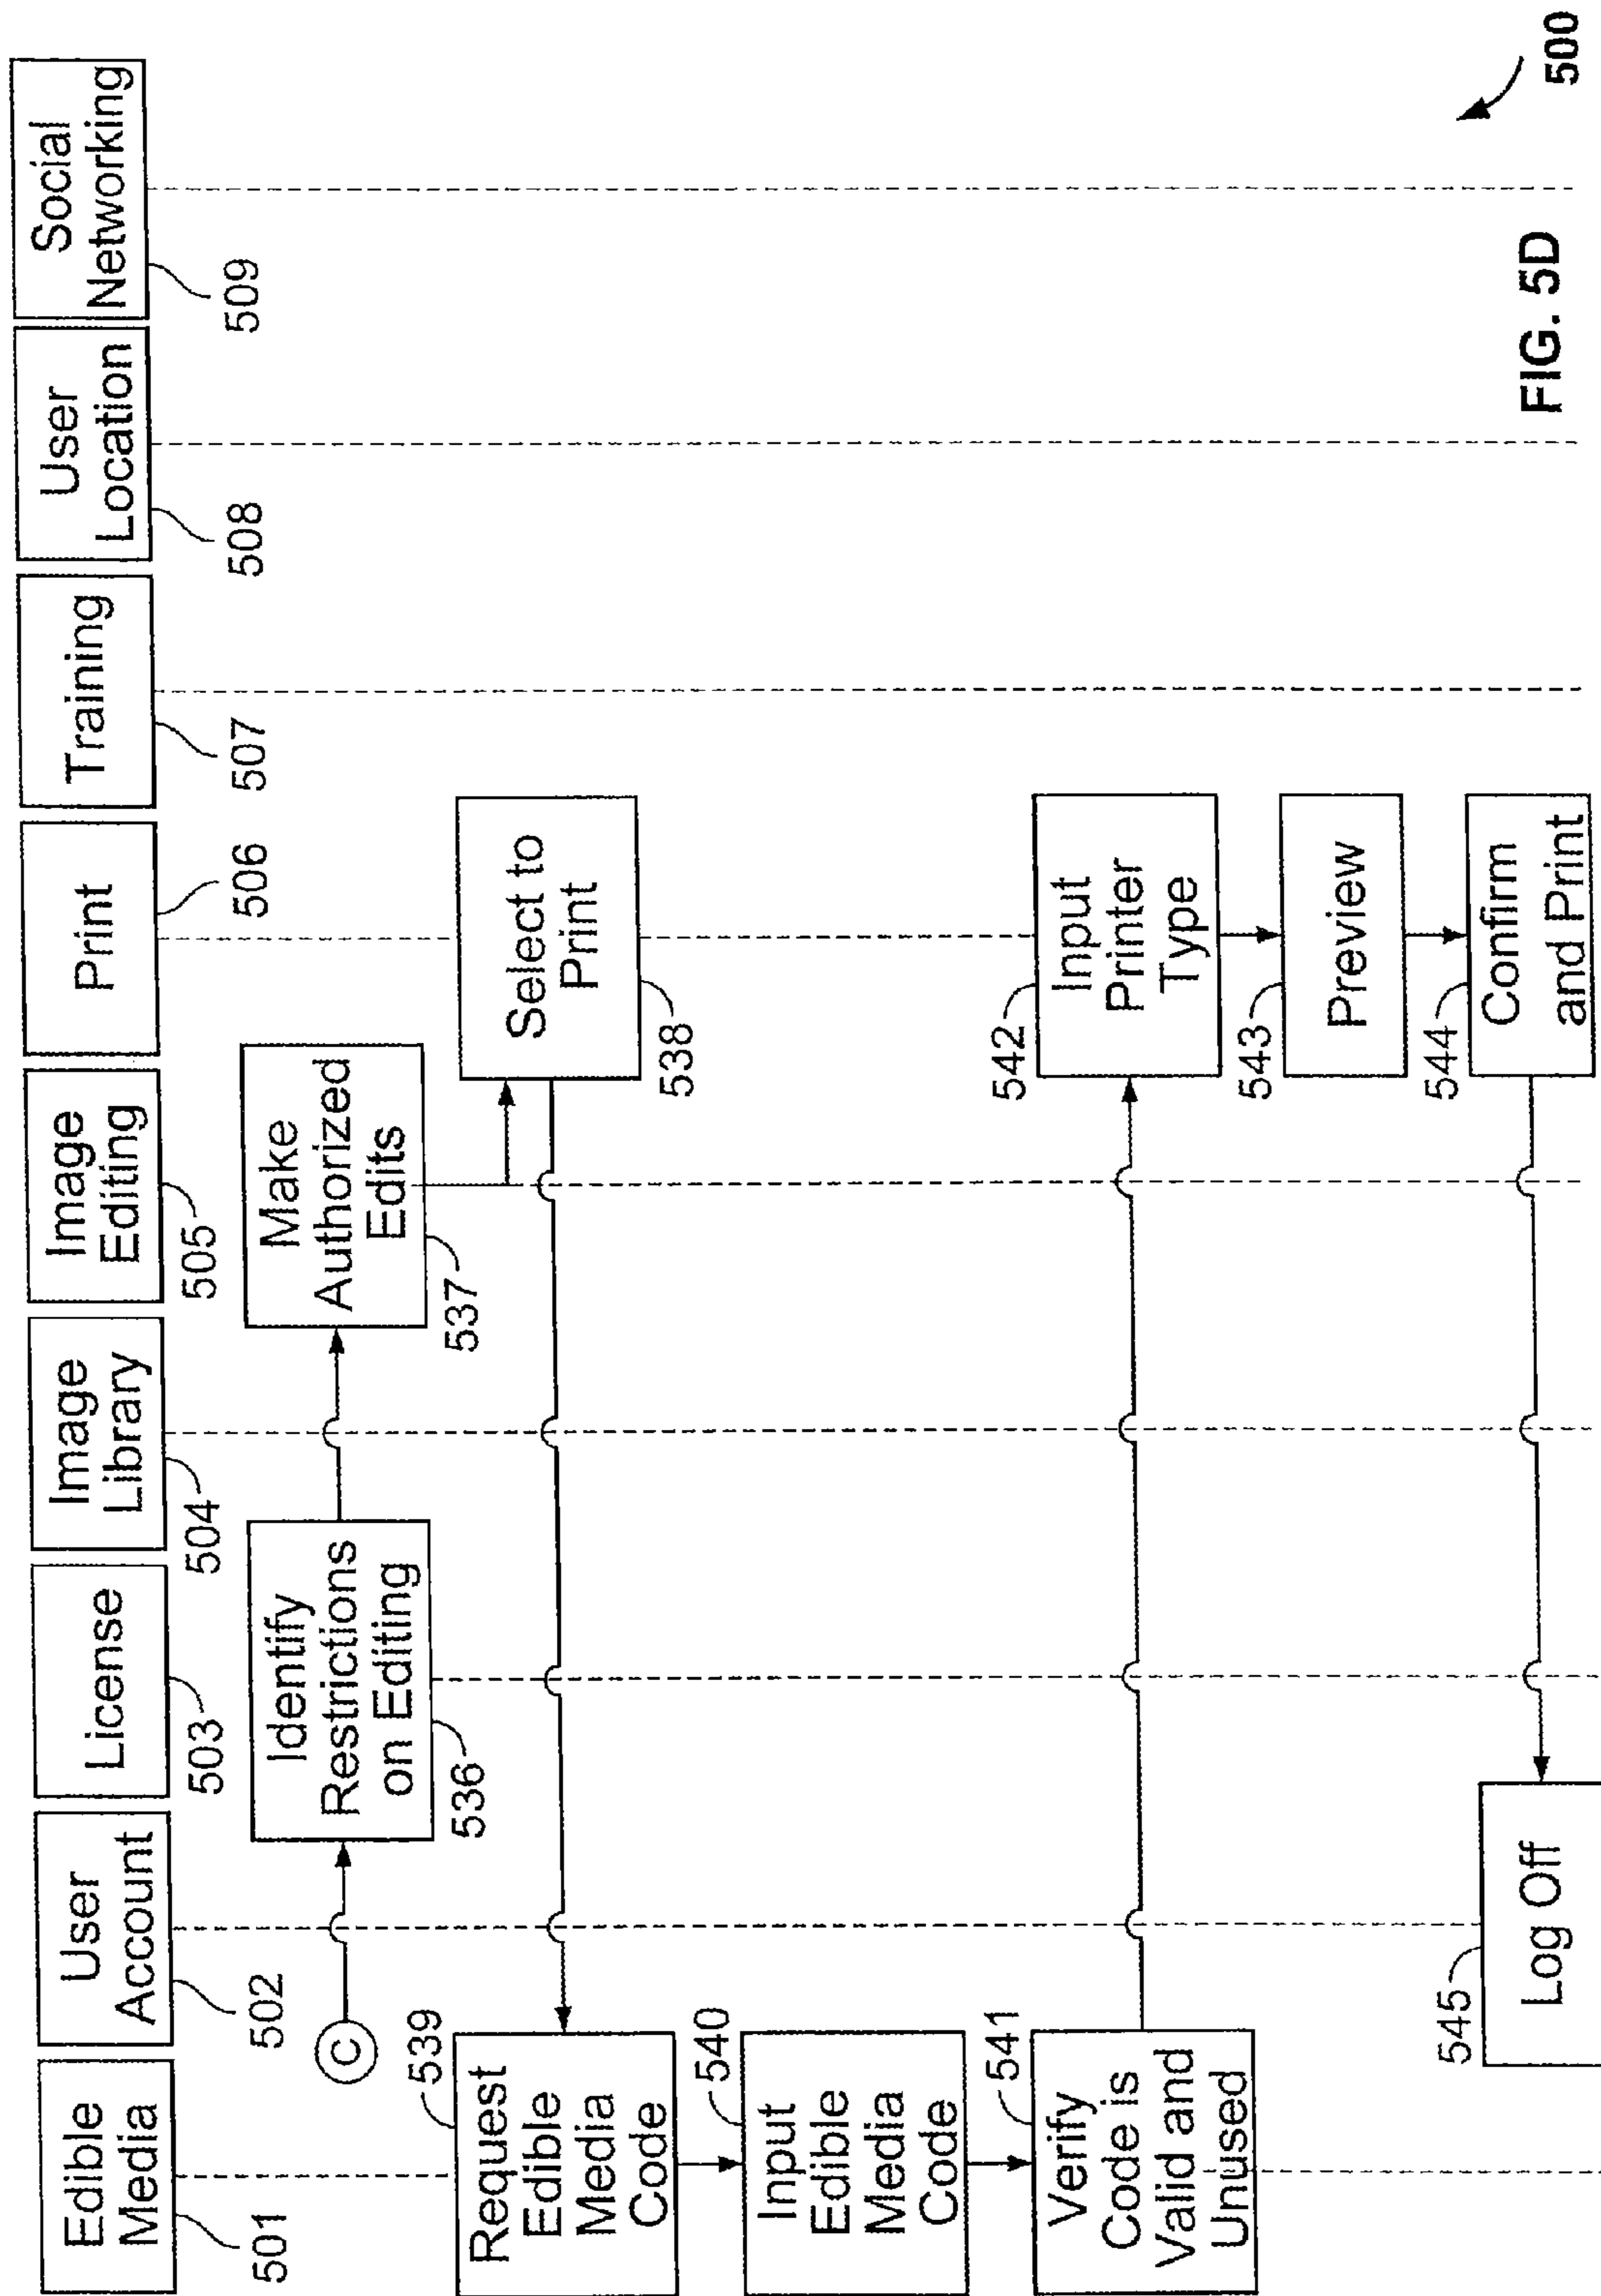 Edible
Media
501
User
Account
502
License
503
Image
Library
504
Image
Editing
505
Print
506
Training
507
User
Location
508
Social
Networking
509
C
Identify
Restrictions
on Editing
536
Make
Authorized
Edits
537
Select to
Print
538
539
Request
Edible
Media
Code
540
Input
Edible
Media
Code
541
Verify
Code is
Valid and
Unused
542
Input
Printer
Type
543
Preview
544
Confirm
and Print
545
Log Off
FIG. 5D
500